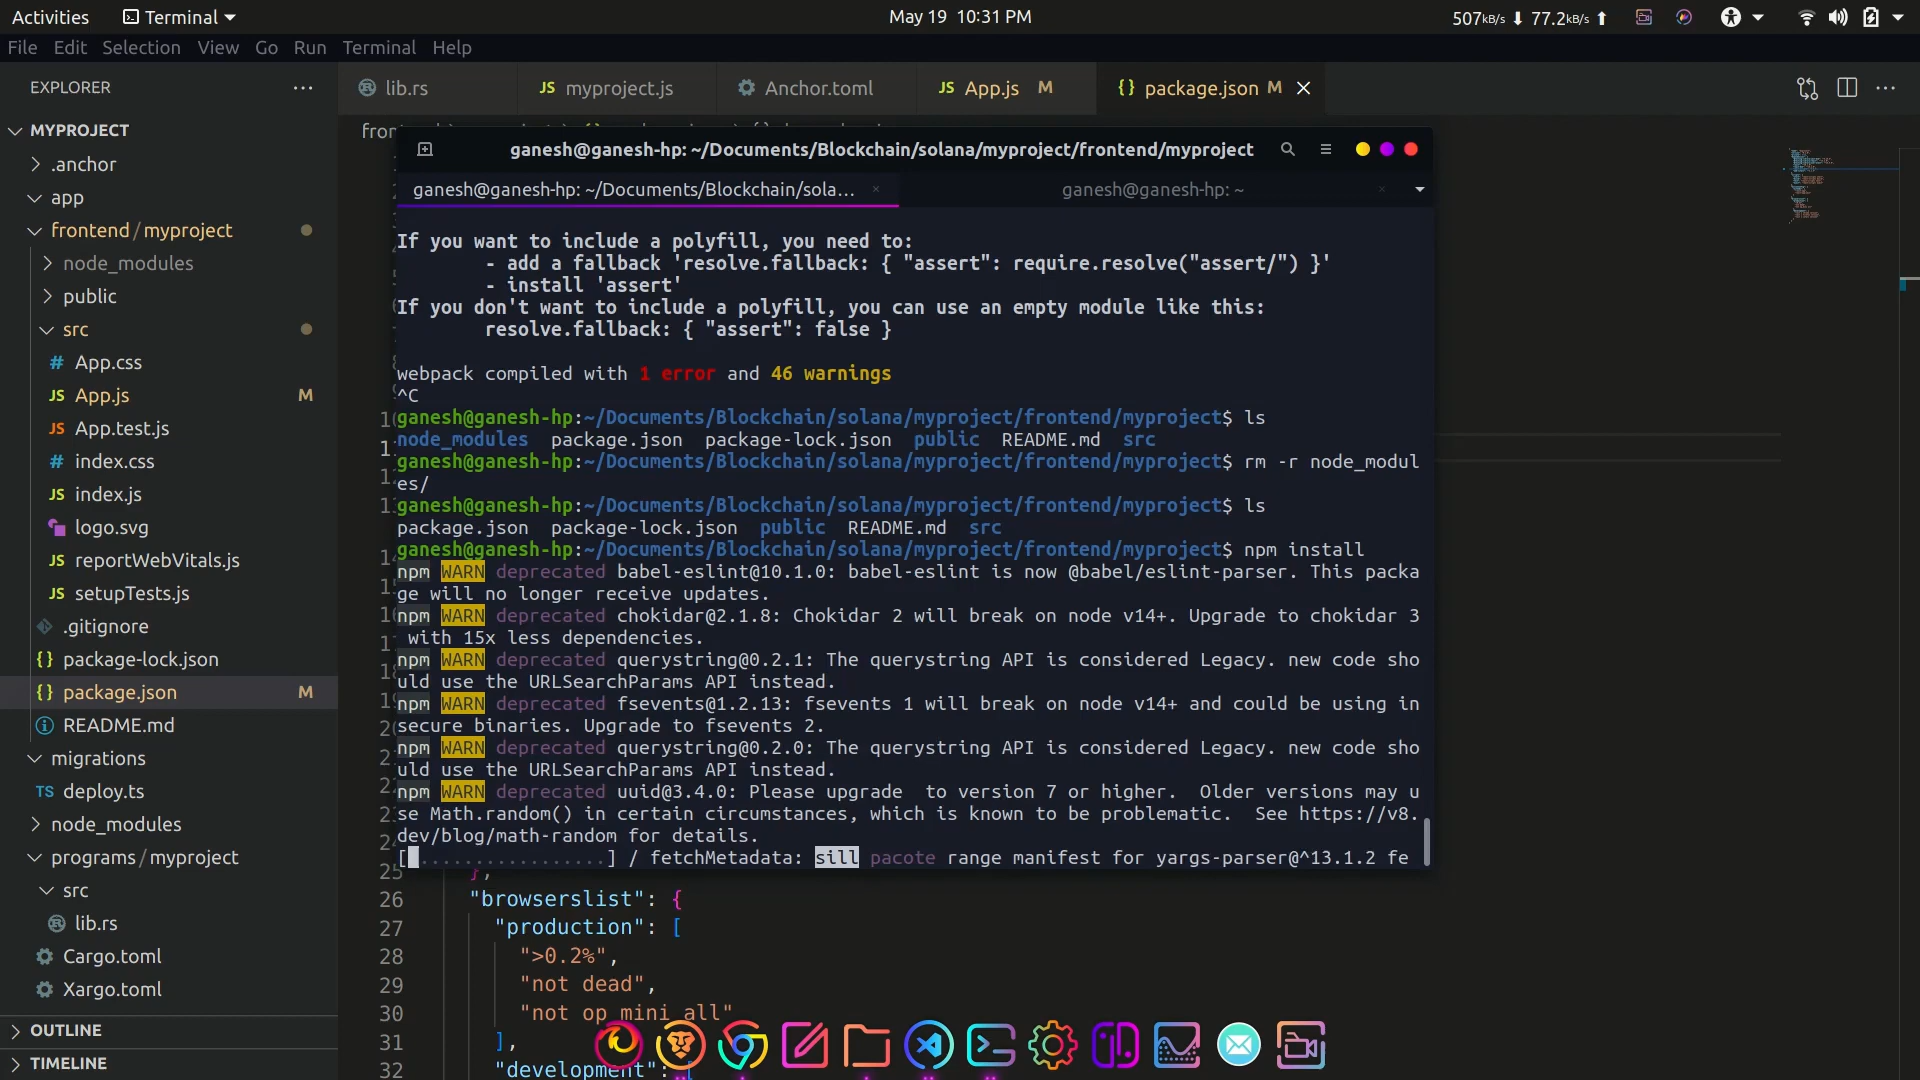 Activities
Terminal
May 19 10:31 PM
507kB/s 77.2kB/s
File Edit Selection View Go Run Terminal Help
EXPLORER
MYPROJECT
.anchor
app
frontend / myproject
node_modules
public
src
# App.css
JS App.js M
JS App.test.js
# index.css
JS index.js
logo.svg
JS reportWebVitals.js
JS setupTests.js
.gitignore
{} package-lock.json
{} package.json M
README.md
migrations
TS deploy.ts
node_modules
programs / myproject
src
lib.rs
Cargo.toml
Xargo.toml
OUTLINE
TIMELINE
lib.rs
JS myproject.js
Anchor.toml
JS App.js M
{} package.json M
ganesh@ganesh-hp: ~/Documents/Blockchain/solana/myproject/frontend/myproject
ganesh@ganesh-hp: ~/Documents/Blockchain/sola...
ganesh@ganesh-hp: ~
If you want to include a polyfill, you need to:
- add a fallback 'resolve.fallback: { "assert": require.resolve("assert/") }'
- install 'assert'
If you don't want to include a polyfill, you can use an empty module like this:
resolve.fallback: { "assert": false }
webpack compiled with 1 error and 46 warnings
^C
ganesh@ganesh-hp:~/Documents/Blockchain/solana/myproject/frontend/myproject$ ls
node_modules package.json package-lock.json public README.md src
ganesh@ganesh-hp:~/Documents/Blockchain/solana/myproject/frontend/myproject$ rm -r node_modul
es/
ganesh@ganesh-hp:~/Documents/Blockchain/solana/myproject/frontend/myproject$ ls
package.json package-lock.json public README.md src
ganesh@ganesh-hp:~/Documents/Blockchain/solana/myproject/frontend/myproject$ npm install
npm WARN deprecated babel-eslint@10.1.0: babel-eslint is now @babel/eslint-parser. This packa
ge will no longer receive updates.
npm WARN deprecated chokidar@2.1.8: Chokidar 2 will break on node v14+. Upgrade to chokidar 3
with 15x less dependencies.
npm WARN deprecated querystring@0.2.1: The querystring API is considered Legacy. new code sho
uld use the URLSearchParams API instead.
npm WARN deprecated fsevents@1.2.13: fsevents 1 will break on node v14+ and could be using in
secure binaries. Upgrade to fsevents 2.
npm WARN deprecated querystring@0.2.0: The querystring API is considered Legacy. new code sho
uld use the URLSearchParams API instead.
npm WARN deprecated uuid@3.4.0: Please upgrade  to version 7 or higher.  Older versions may u
se Math.random() in certain circumstances, which is known to be problematic.  See https://v8.
dev/blog/math-random for details.
[ .................] / fetchMetadata: sill pacote range manifest for yargs-parser@^13.1.2 fe
25 },
26 "browserslist": {
27 "production": [
28 ">0.2%",
29 "not dead",
30 "not op_mini all"
31 ],
32 "development": [